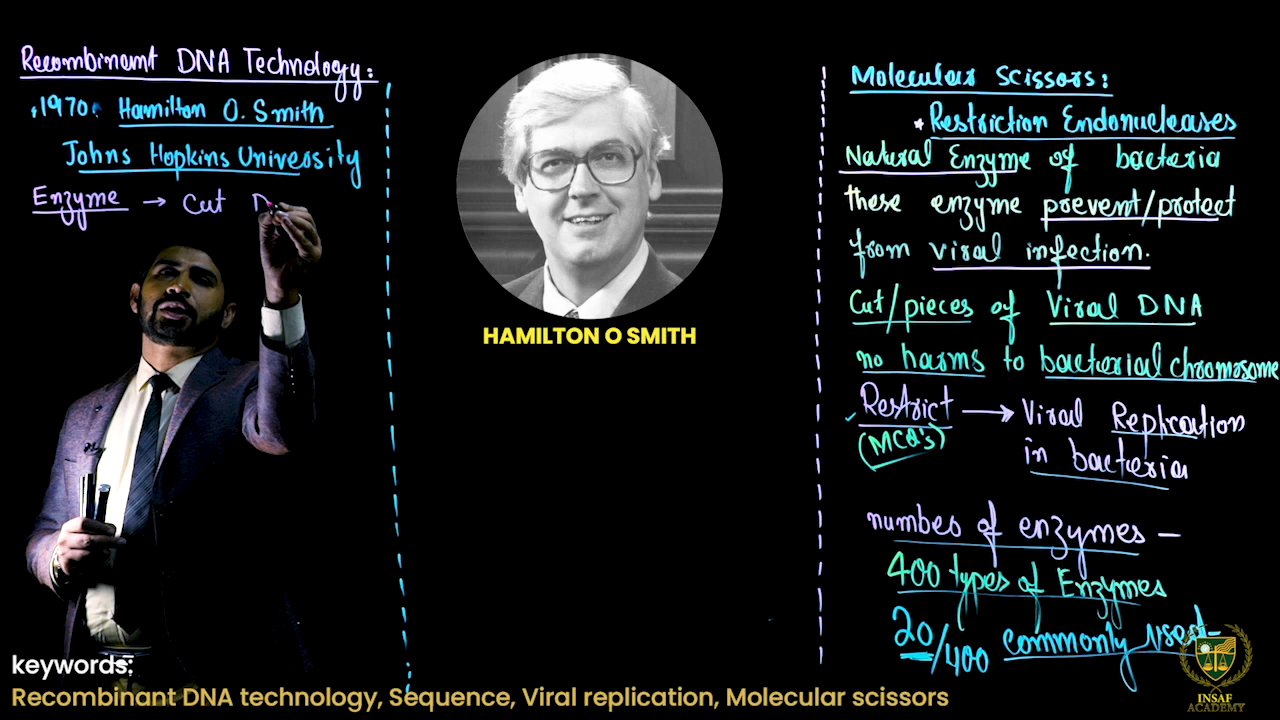 Recombinant DNA Technology:
1970: Hamilton O. Smith
Johns Hopkins University
Enzyme → Cut D
HAMILTON O SMITH
Molecular Scissors:
* Restriction Endonucleases
Natural Enzyme of bacteria
these enzyme prevent/protect
from viral infection.
Cut/pieces of Viral DNA
no harms to bacterial chromosome
Restrict → Viral Replication
(MCQ's) in bacteria
number of enzymes –
400 types of Enzymes
20/400 commonly used
keywords:
Recombinant DNA technology, Sequence, Viral replication, Molecular scissors
INSAF
ACADEMY